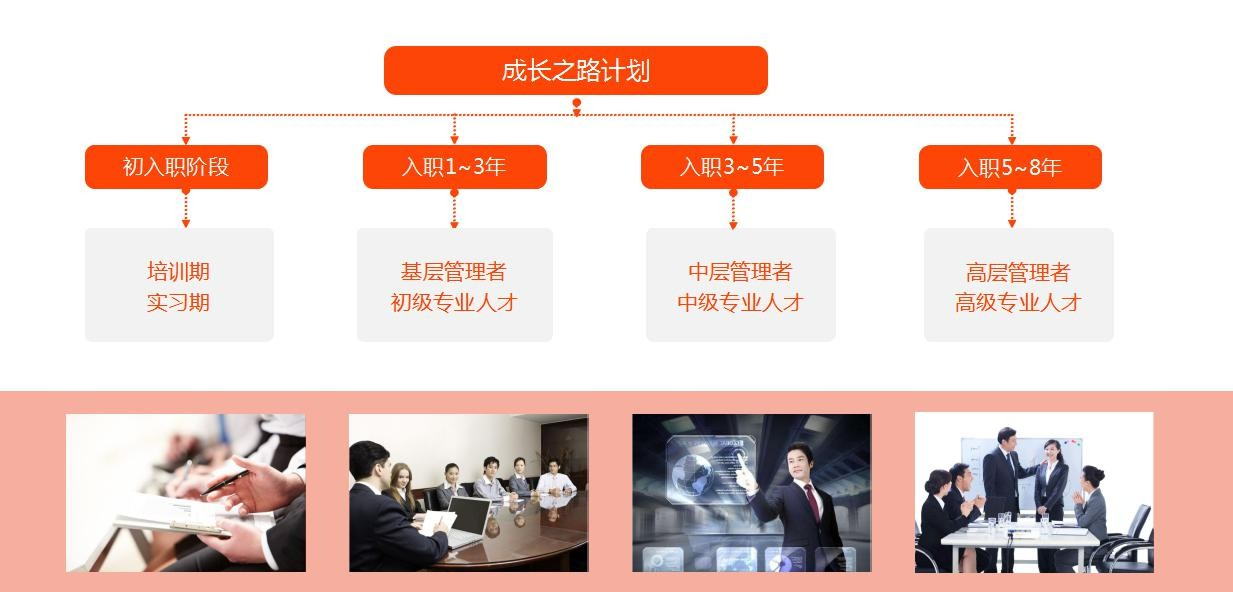 成长之路计划
初入职阶段
入职1~3年
入职3~5年
入职5~8年
培训期
实习期
基层管理者
初级专业人才
中层管理者
中级专业人才
高层管理者
高级专业人才